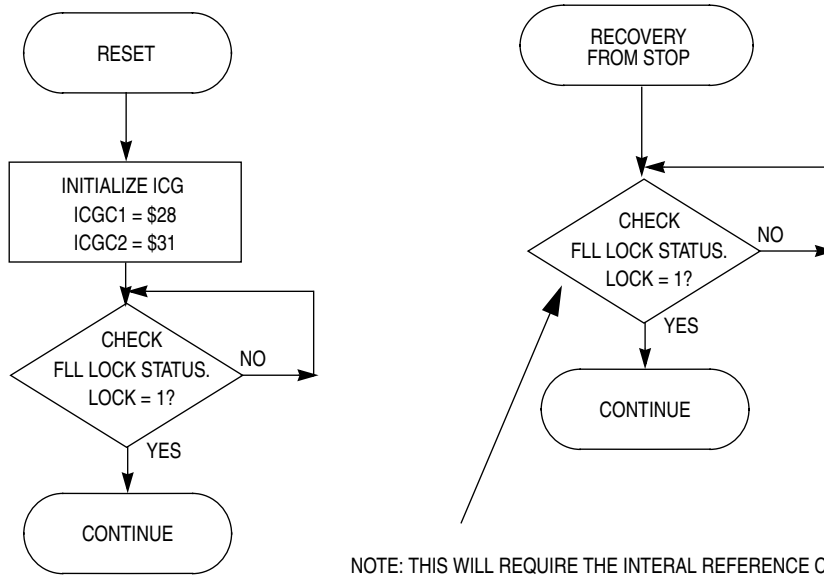 RESET
INITIALIZE ICG
ICGC1 = $28
ICGC2 = $31
CHECK
FLL LOCK STATUS.
LOCK = 1?
NO
YES
CONTINUE
RECOVERY
FROM STOP
CHECK
FLL LOCK STATUS.
LOCK = 1?
NO
YES
CONTINUE
NOTE: THIS WILL REQUIRE THE INTERAL REFERENCE